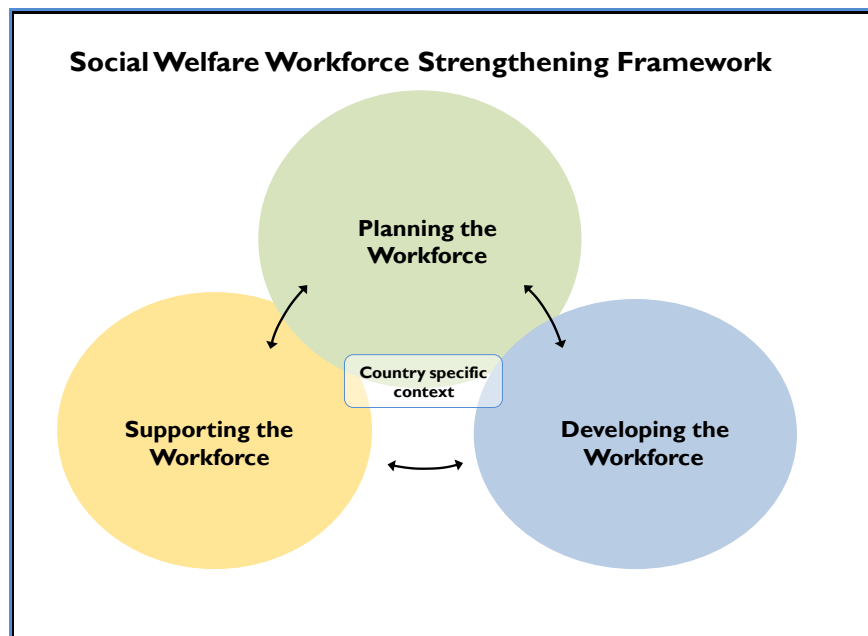 Social Welfare Workforce Strengthening Framework
Planning the
Workforce
Country specific
context
Supporting the
Workforce
Developing the
Workforce